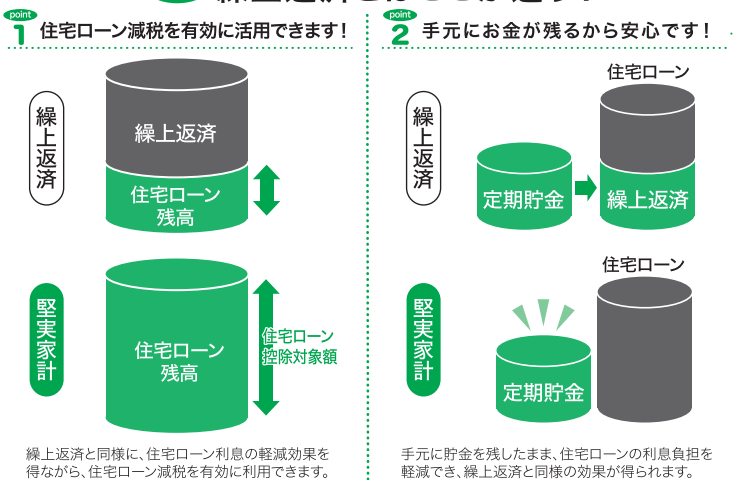 point
1 住宅ローン減税を有効に活用できます!
繰上返済
繰上返済
住宅ローン
残高
堅実家計
住宅ローン
残高
住宅ローン
控除対象額
繰上返済と同様に、住宅ローン利息の軽減効果を
得ながら、住宅ローン減税を有効に利用できます。
point
2 手元にお金が残るから安心です!
繰上返済
住宅ローン
定期貯金
繰上返済
堅実家計
住宅ローン
定期貯金
手元に貯金を残したまま、住宅ローンの利息負担を
軽減でき、繰上返済と同様の効果が得られます。